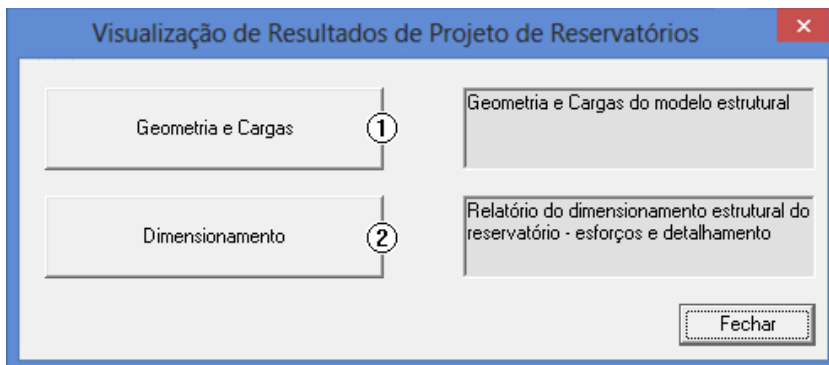 Visualização de Resultados de Projeto de Reservatórios
×
Geometria e Cargas
1
Geometria e Cargas do modelo estrutural
Dimensionamento
2
Relatório do dimensionamento estrutural do
reservatório - esforços e detalhamento
Fechar